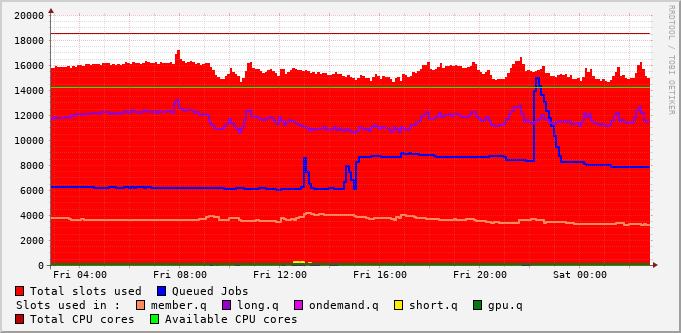 RRDTOOL / TOBI OETIKER
20000
18000
16000
14000
12000
10000
8000
6000
4000
2000
0
Fri 04:00 Fri 08:00 Fri 12:00 Fri 16:00 Fri 20:00 Sat 00:00
Total slots used Queued Jobs
Slots used in : member.q long.q ondemand.q short.q gpu.q
Total CPU cores Available CPU cores